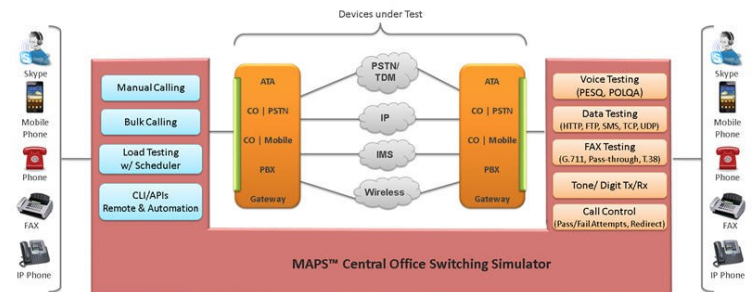 Devices under Test
Skype
Mobile
Phone
Phone
FAX
IP Phone
Manual Calling
Bulk Calling
Load Testing
w/ Scheduler
CLI/APIs
Remote & Automation
ATA
CO | PSTN
CO | Mobile
PBX
Gateway
PSTN/
TDM
IP
IMS
Wireless
ATA
CO | PSTN
CO | Mobile
PBX
Gateway
Voice Testing
(PESQ, POLQA)
Data Testing
(HTTP, FTP, SMS, TCP, UDP)
FAX Testing
(G.711, Pass-through, T.38)
Tone/ Digit Tx/Rx
Call Control
(Pass/Fail Attempts, Redirect)
Skype
Mobile
Phone
Phone
FAX
IP Phone
MAPS™ Central Office Switching Simulator